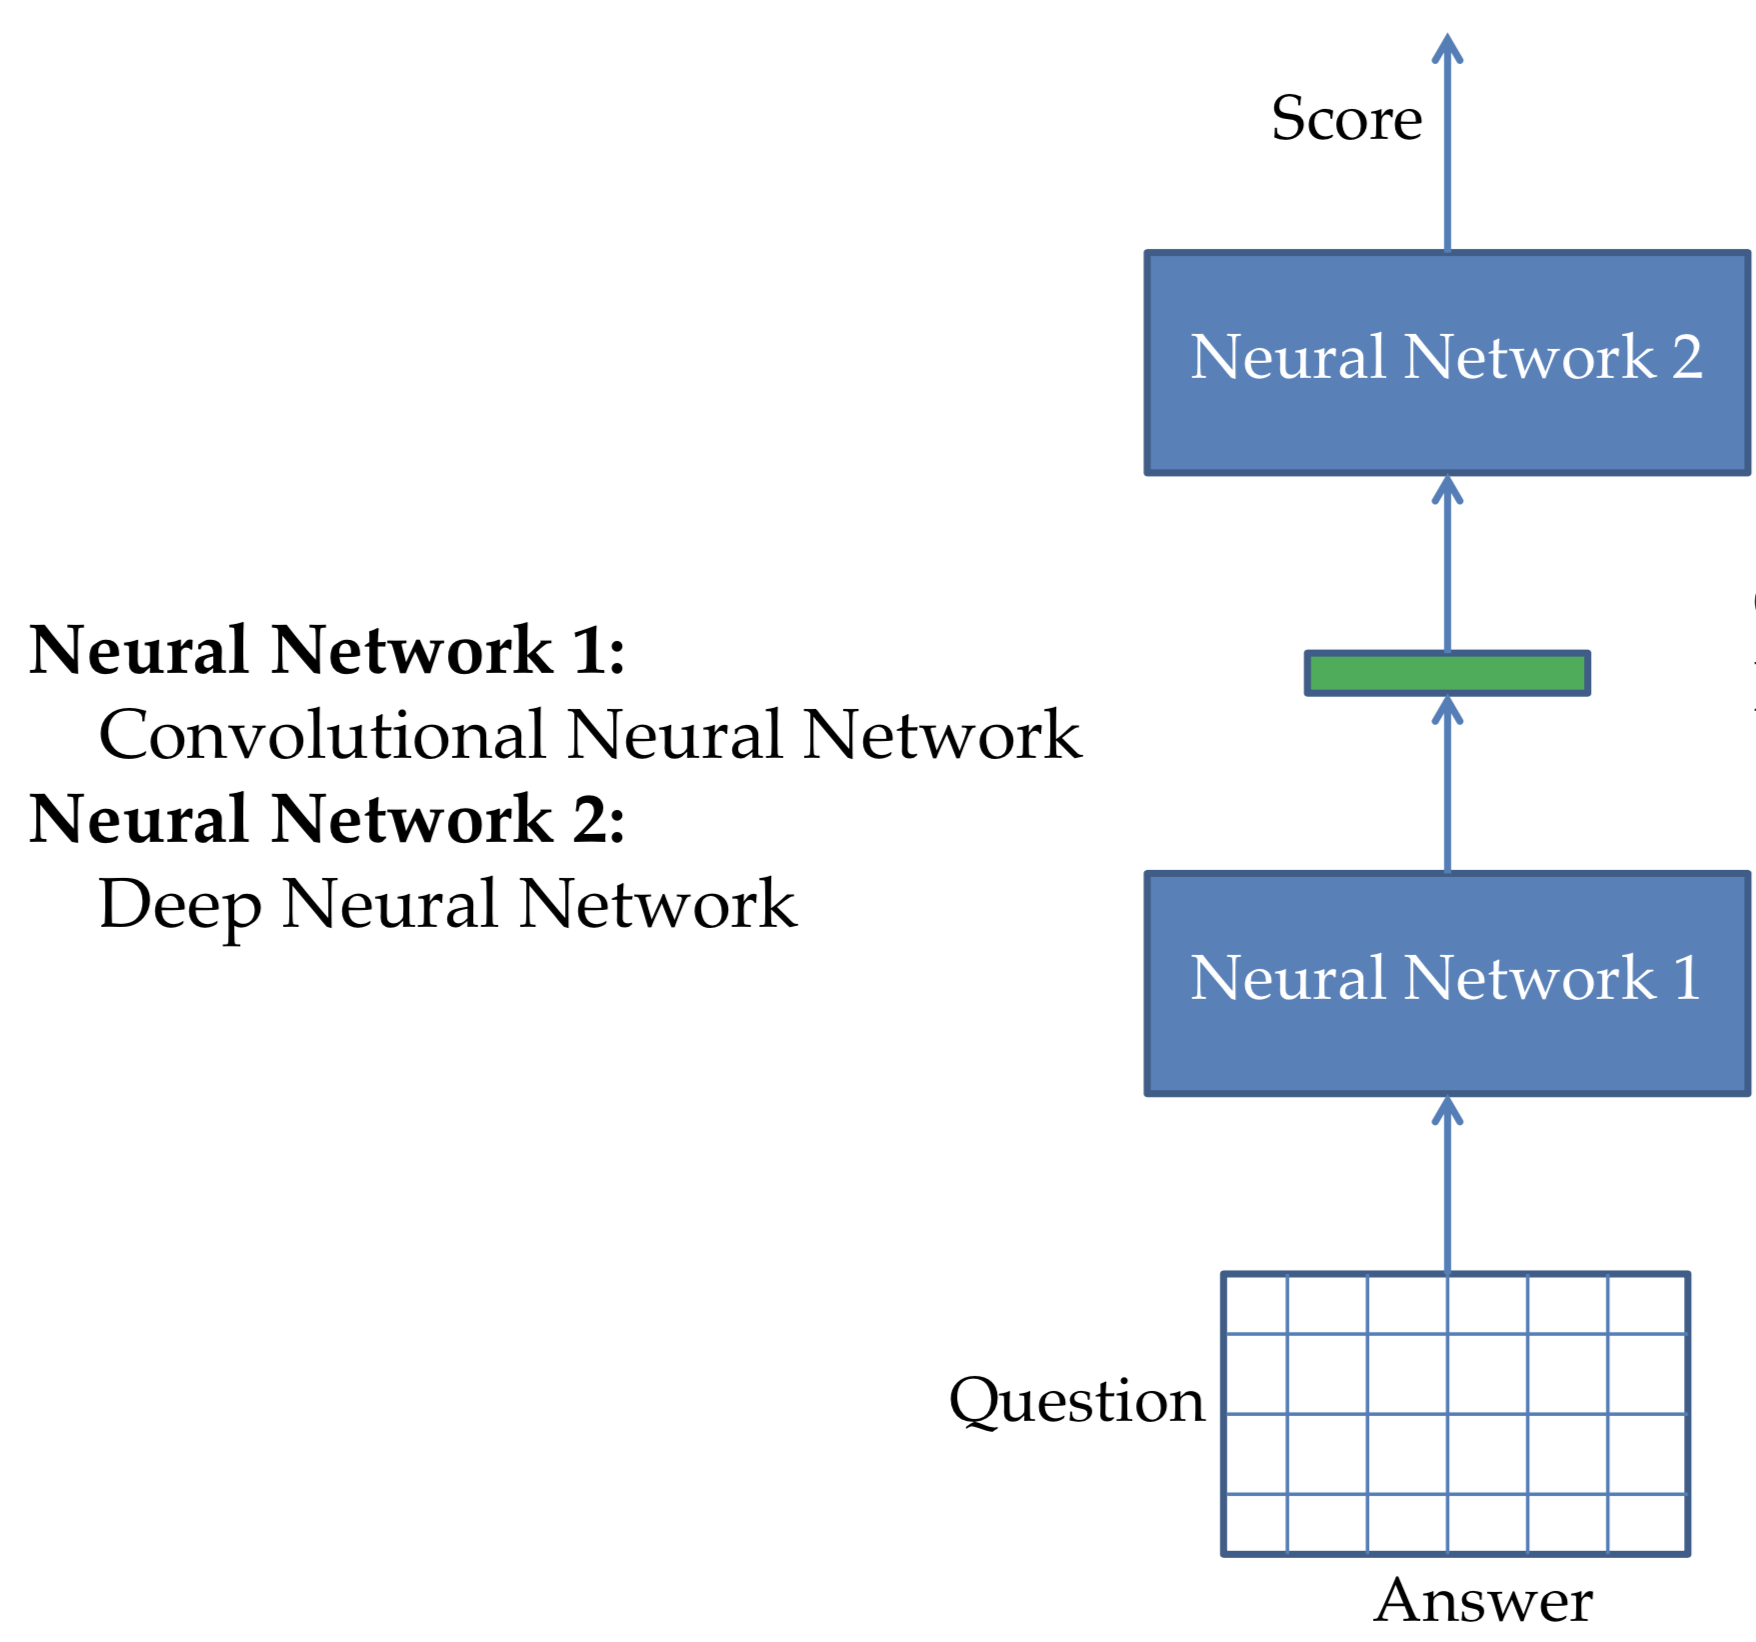 Score
Neural Network 2
Neural Network 1:
Convolutional Neural Network
Neural Network 2:
Deep Neural Network
Neural Network 1
Question
Answer